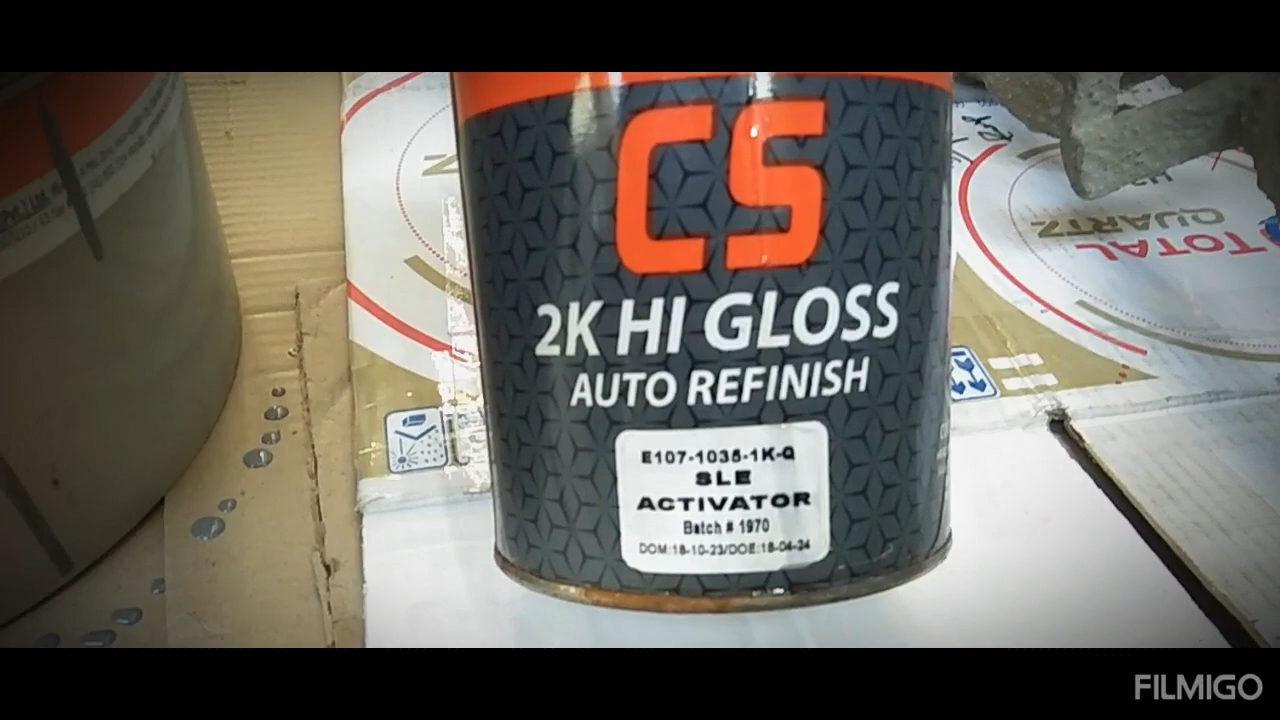 CS
2K HI GLOSS
AUTO REFINISH
E107-1035-1K-Q
SLE
ACTIVATOR
Batch # 1970
DOM:18-10-23/DOE:18-04-24
TOTAL
QUARTZ
FILMIGO